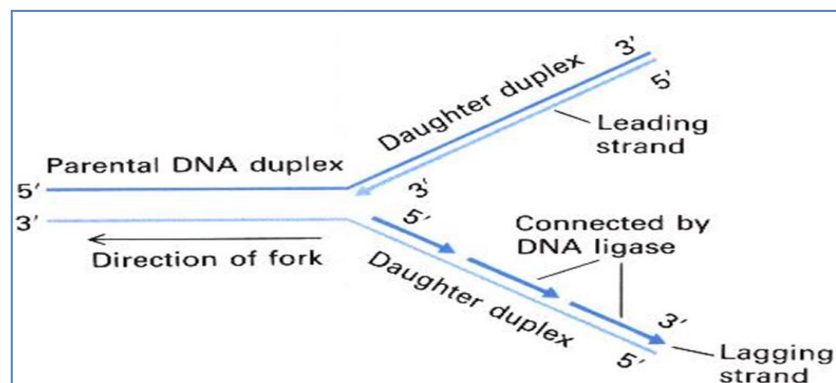 3'
5'
Daughter duplex
Leading
strand
Parental DNA duplex
5'
3'
3'
5'
Connected by
DNA ligase
Direction of fork
Daughter duplex
3'
5'
Lagging
strand